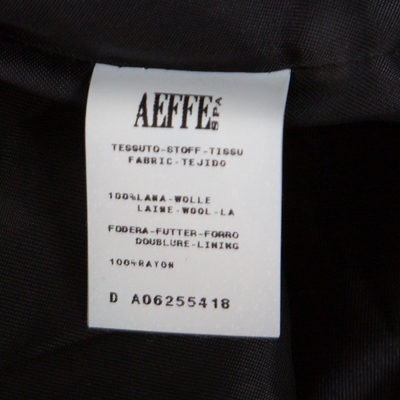 AEFFE SPA
TESSUTO-STOFF-TISSU
FABRIC-TEJIDO
100%LANA-WOLLE
LAINE-WOOL-LA
FODERA-FUTTER-FORRO
DOUBLURE-LINING
100%RAYON
D A06255418